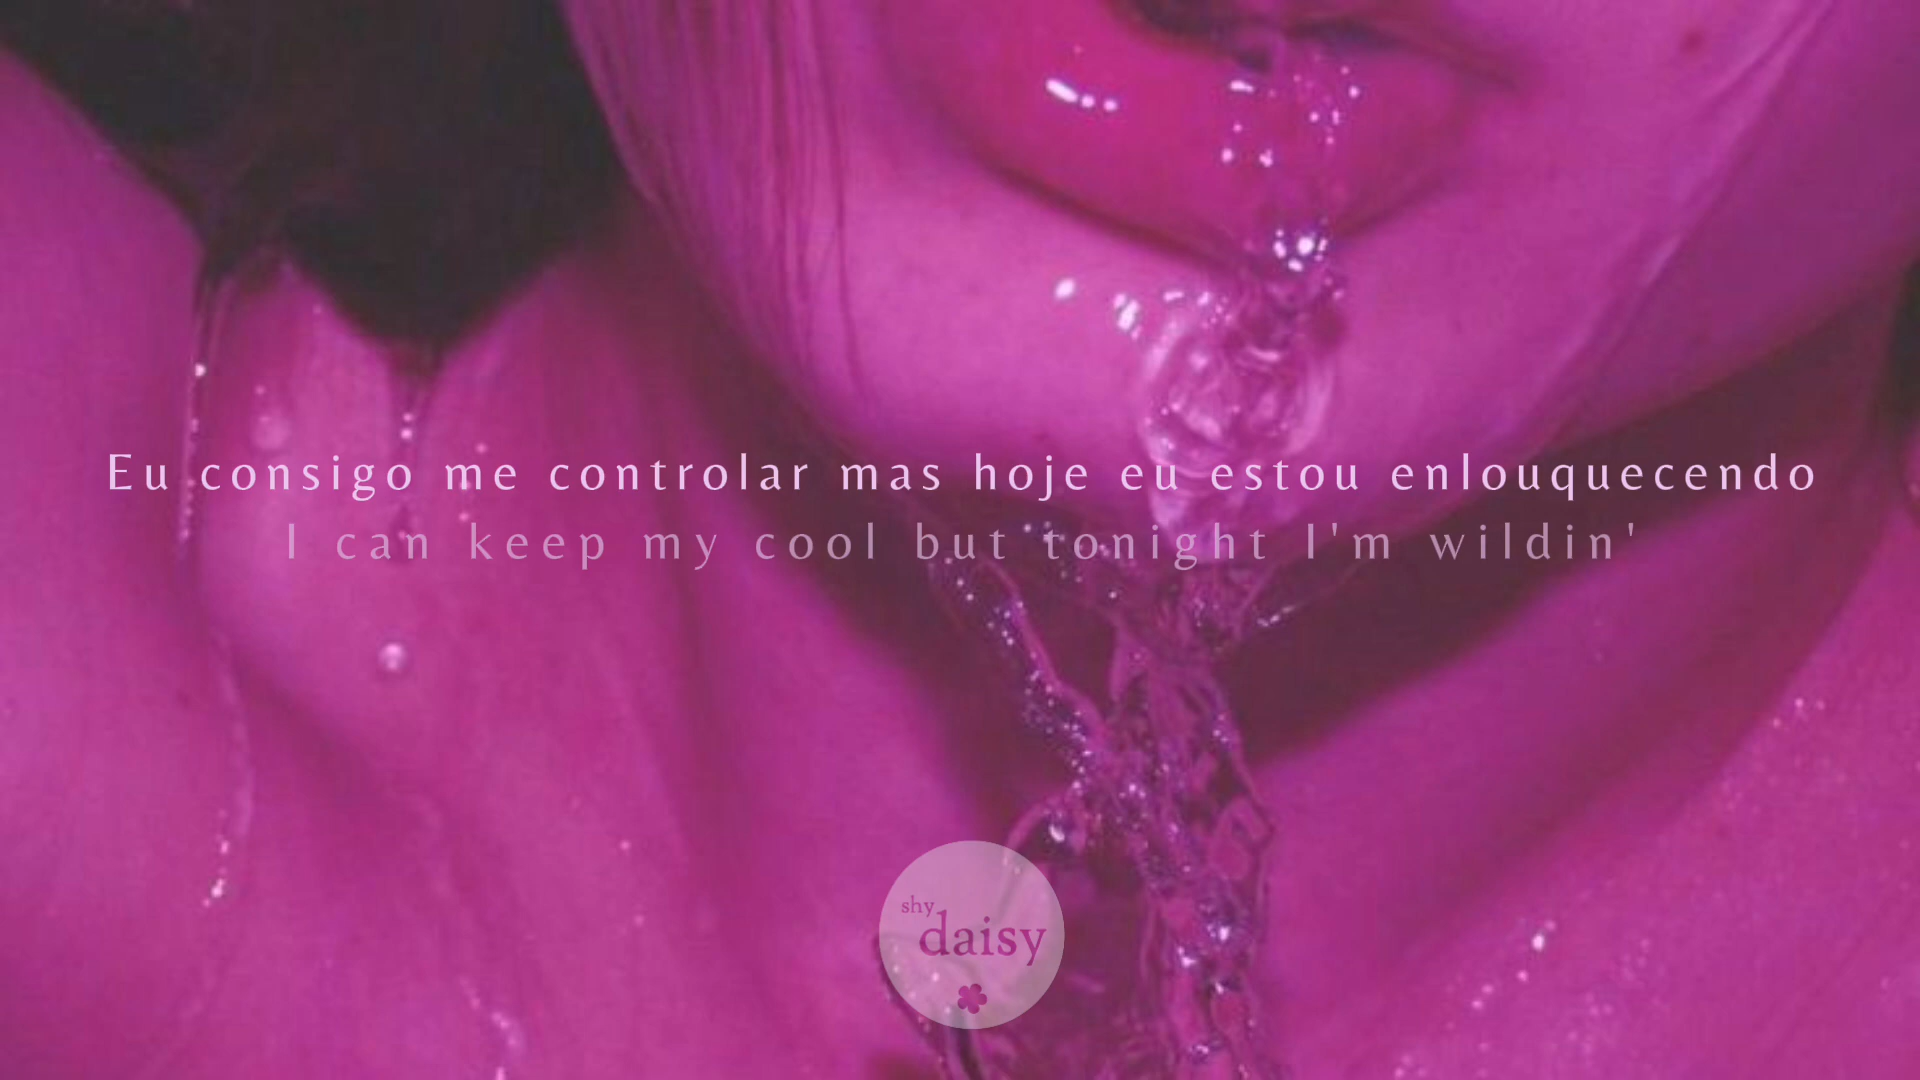 Eu consigo me controlar mas hoje eu estou enlouquecendo
I can keep my cool but tonight I'm wildin'
shy
daisy